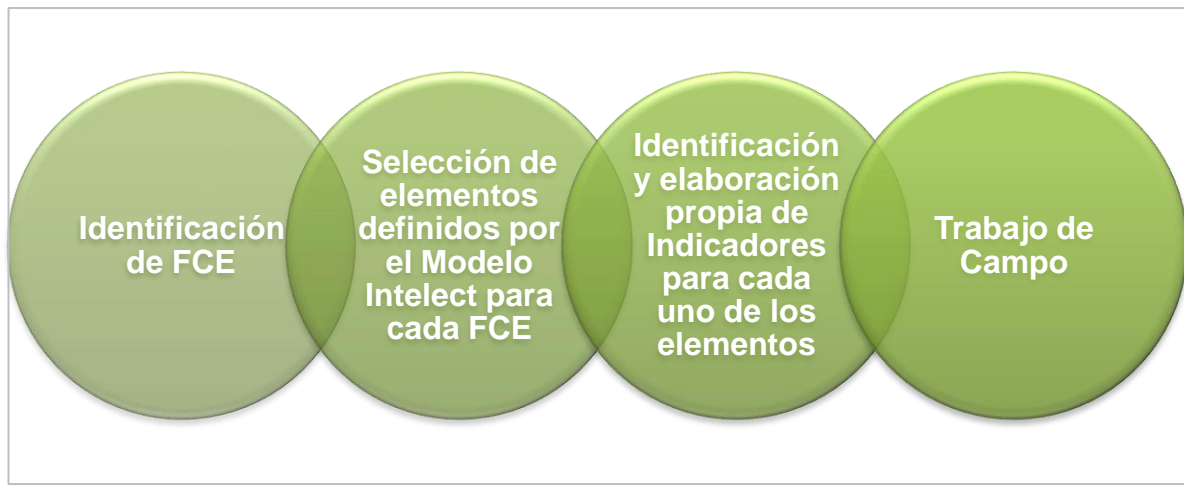 Identificación
de FCE
Selección de
elementos
definidos por
el Modelo
Intelect para
cada FCE
Identificación
y elaboración
propia de
Indicadores
para cada
uno de los
elementos
Trabajo de
Campo